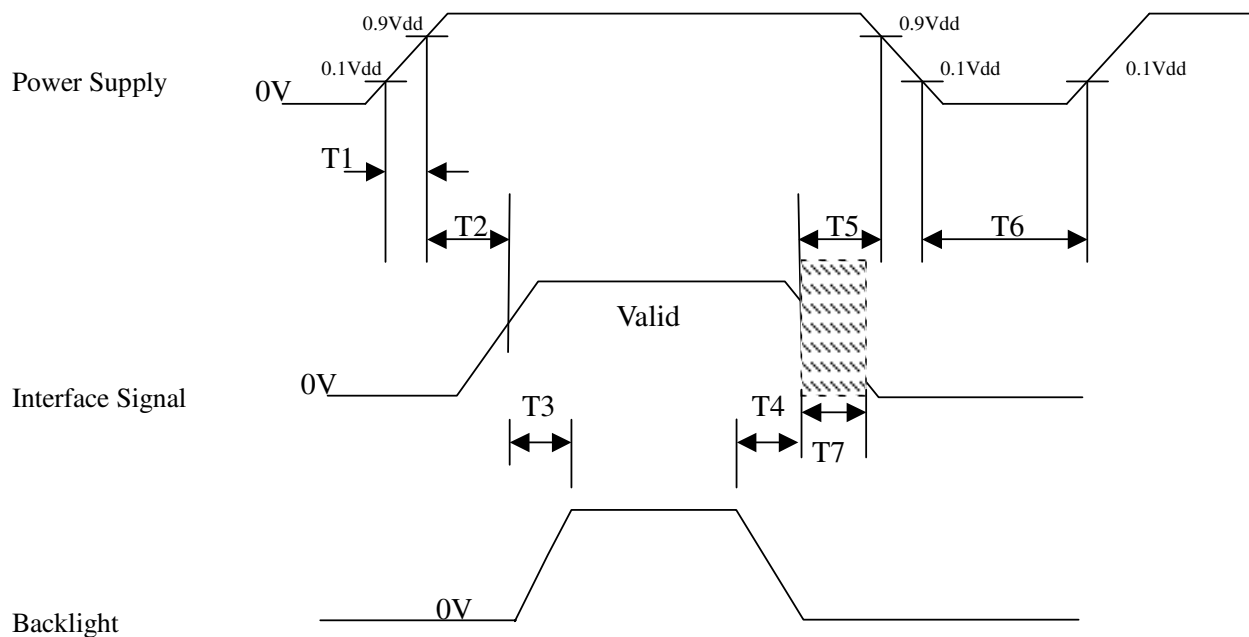 0.9Vdd
0.9Vdd
0.1Vdd
0.1Vdd
0.1Vdd
Power Supply
0V
T1
T2
T5
T6
Valid
0V
Interface Signal
T3
T4
T7
0V
Backlight